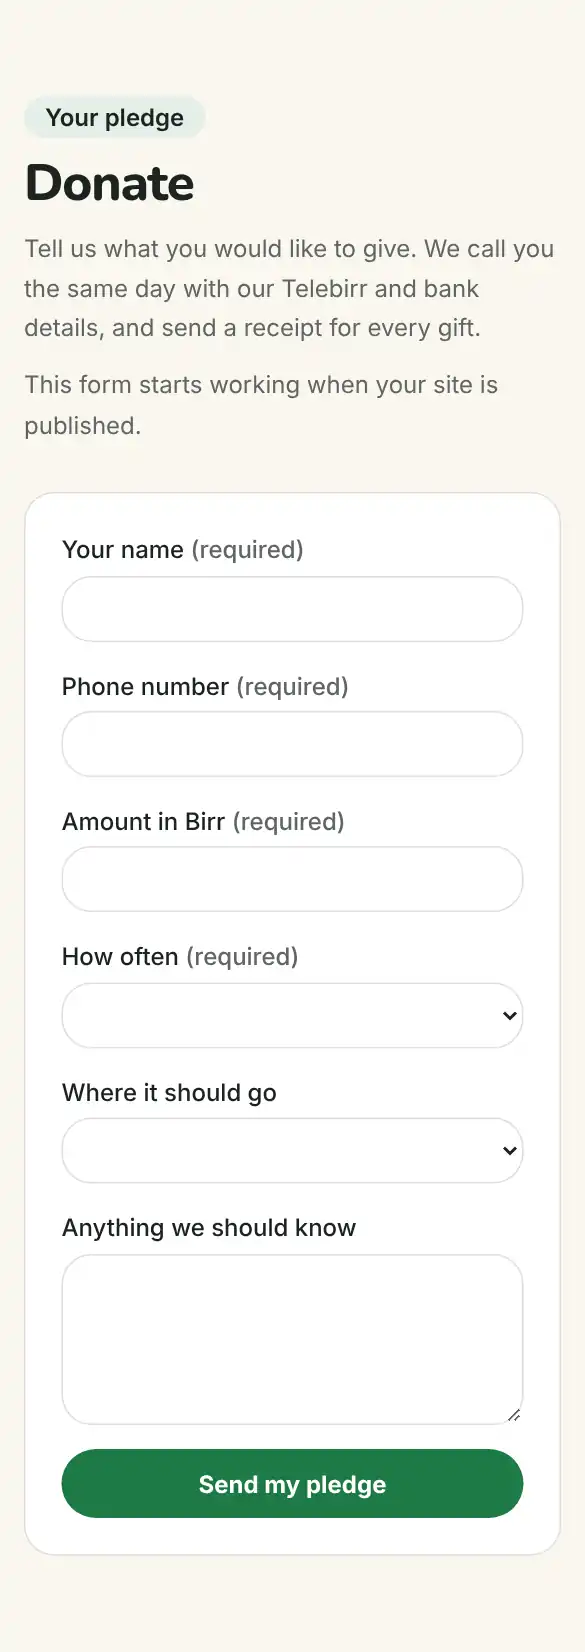 Your pledge
Donate
Tell us what you would like to give. We call you
the same day with our Telebirr and bank
details, and send a receipt for every gift.
This form starts working when your site is
published.
Your name (required)
Phone number (required)
Amount in Birr (required)
How often (required)
Where it should go
Anything we should know
Send my pledge